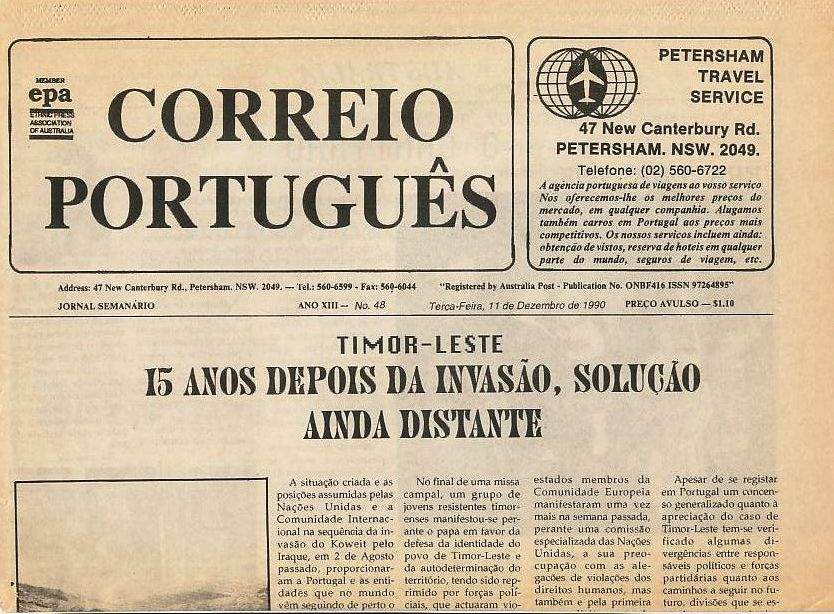 MEMBER
epa
ETHNIC PRESS
ASSOCIATION
OF AUSTRALIA
CORREIO
PORTUGUÊS
PETERSHAM
TRAVEL
SERVICE
47 New Canterbury Rd.
PETERSHAM. NSW. 2049.
Telefone: (02) 560-6722
A agência portuguesa de viagens ao vosso serviço
Nós oferecemos-lhe os melhores preços do
mercado, em qualquer companhia. Alugamos
também carros em Portugal aos preços mais
competitivos. Os nossos serviços incluem ainda:
obtenção de vistos, reserva de hoteis em qualquer
parte do mundo, seguros de viagem, etc.
Address: 47 New Canterbury Rd., Petersham. NSW. 2049. — Tel.: 560-6599 - Fax: 560-6044 "Registered by Australia Post - Publication No. ONBF416 ISSN 97264895"
JORNAL SEMANÁRIO ANO XIII — No. 48 Terça-Feira, 11 de Dezembro de 1990 PREÇO AVULSO — $1.10
TIMOR-LESTE
15 ANOS DEPOIS DA INVASÃO, SOLUÇÃO
AINDA DISTANTE
A situação criada e as
posições assumidas pelas
Nações Unidas e a
Comunidade Internac-
ional na sequência da in-
vasão do Koweit pelo
Iraque, em 2 de Agosto
passado, proporcionar-
am a Portugal e às enti-
dades que no mundo
vêm seguindo de perto o
No final de uma missa
campal, um grupo de
jovens resistentes timor-
enses manifestou-se per-
ante o papa em favor da
defesa da identidade do
povo de Timor-Leste e
da autodeterminação do
território, tendo sido rep-
rimido por forças polí-
ciais, que actuaram vio-
estados membros da
Comunidade Europeia
manifestaram uma vez
mais na semana passada,
perante uma comissão
especializada das Nações
Unidas, a sua preo-
cupação com as ale-
gacões de violações dos
direitos humanos, mas
também e pela primeira
Apesar de se registar
em Portugal um concen-
so generalizado quanto à
apreciação do caso de
Timor-Leste tem-se veri-
ficado algumas di-
vergências entre respon-
sáveis políticos e forças
partidárias quanto aos
caminhos a seguir no fu-
turo, divisões que se es-